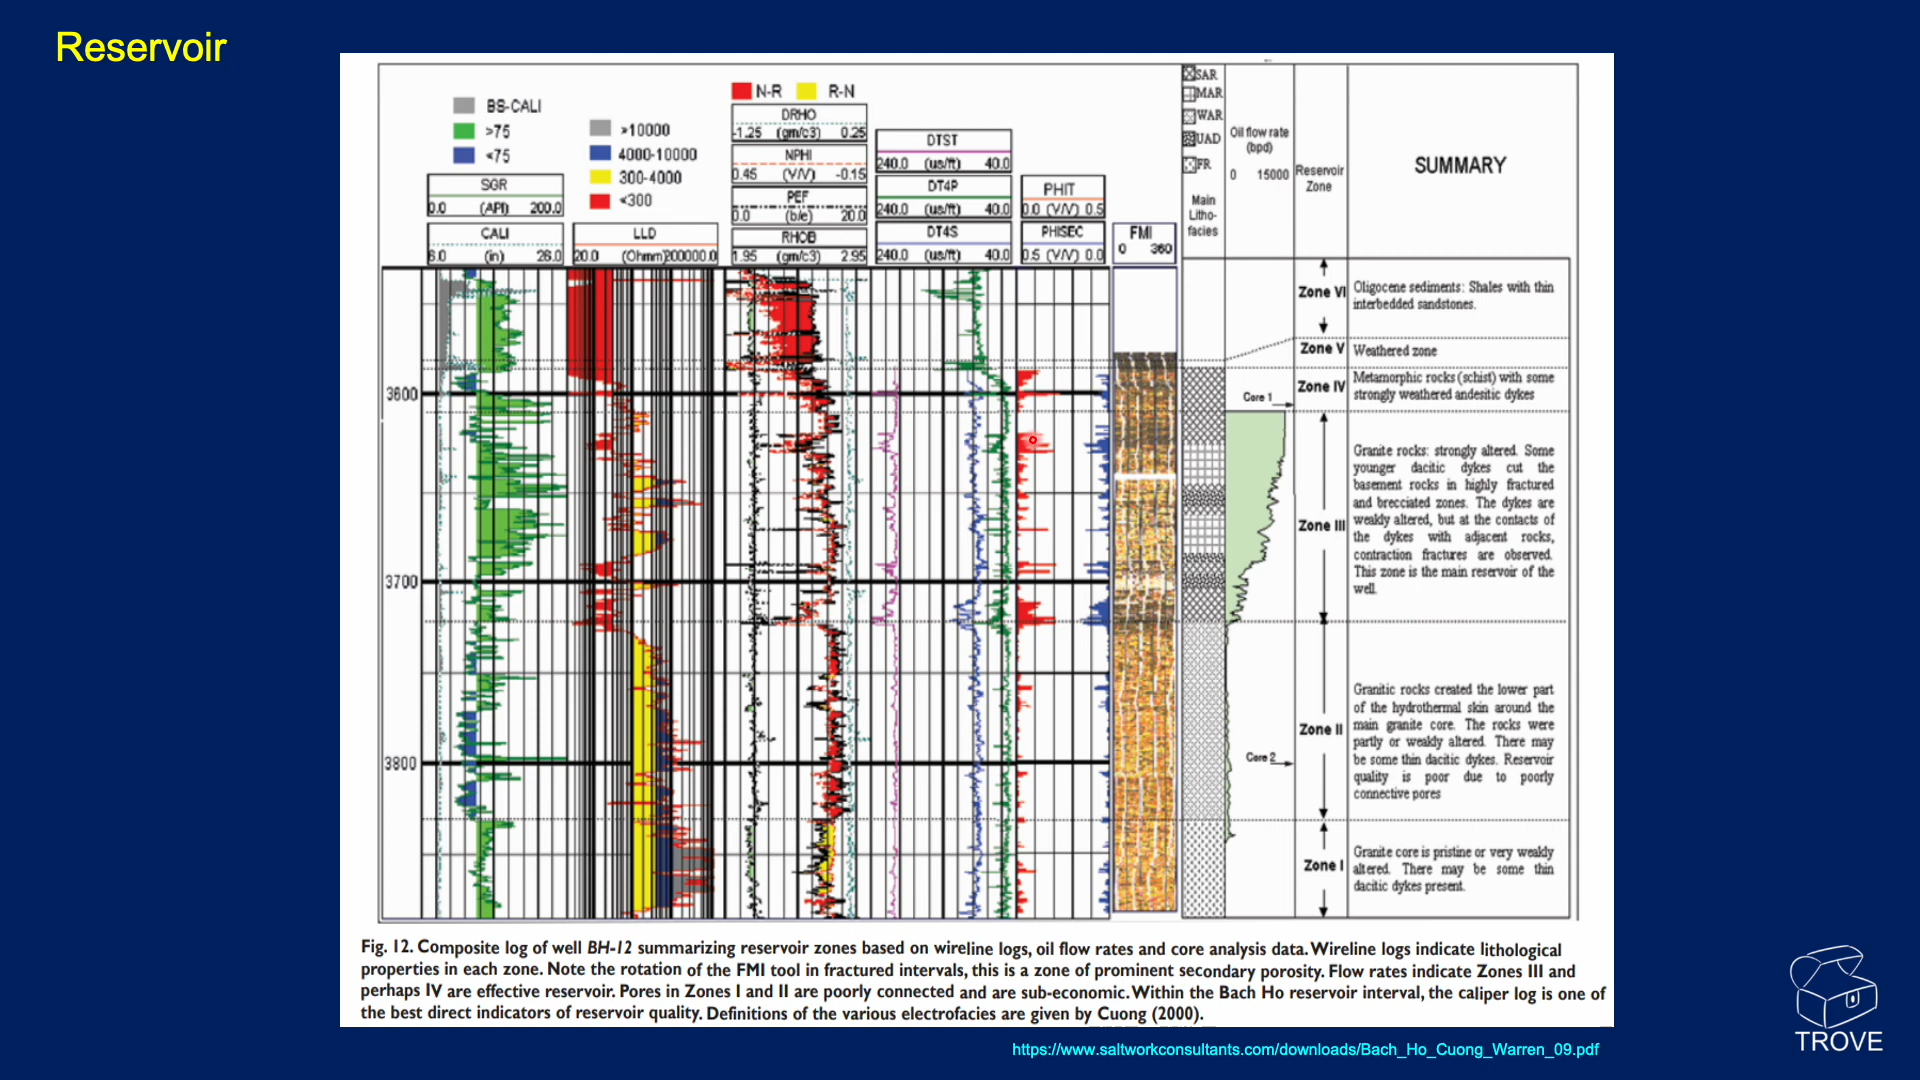 Reservoir
BS-CALI
>75
<75
SGR
0.0 (API) 200.0
CALI
6.0 (in) 26.0
>10000
4000-10000
300-4000
<300
LLD
20.0 (Ohmm)200000.0
N-R R-N
DRHO
-1.25 (gm/c3) 0.25
NPHI
0.45 (V/V) -0.15
PEF
0.0 (b/e) 20.0
RHOB
1.95 (gm/c3) 2.95
DTST
240.0 (us/ft) 40.0
DT4P
240.0 (us/ft) 40.0
DT4S
240.0 (us/ft) 40.0
PHIT
0.0 (V/V) 0.5
PHISEC
0.5 (V/V) 0.0
FMI
0 360
SAR
MAR
WAR
UAD
FR
Main
Litho-
facies
Oil flow rate
(bpd)
0 15000
Reservoir
Zone
SUMMARY
3600
3700
3800
Core 1
Core 2
Zone VI
Oligocene sediments: Shales with thin
interbedded sandstones.
Zone V
Weathered zone
Zone IV
Metamorphic rocks (schist) with some
strongly weathered andesitic dykes
Zone III
Granite rocks: strongly altered. Some
younger dacitic dykes cut the
basement rocks in highly fractured
and brecciated zones. The dykes are
weakly altered, but at the contacts of
the dykes with adjacent rocks,
contraction fractures are observed.
This zone is the main reservoir of the
well.
Zone II
Granitic rocks created the lower part
of the hydrothermal skin around the
main granite core. The rocks were
partly or weakly altered. There may
be some thin dacitic dykes. Reservoir
quality is poor due to poorly
connective pores
Zone I
Granite core is pristine or very weakly
altered. There may be some thin
dacitic dykes present.
Fig. 12. Composite log of well BH-12 summarizing reservoir zones based on wireline logs, oil flow rates and core analysis data. Wireline logs indicate lithological
properties in each zone. Note the rotation of the FMI tool in fractured intervals, this is a zone of prominent secondary porosity. Flow rates indicate Zones III and
perhaps IV are effective reservoir. Pores in Zones I and II are poorly connected and are sub-economic. Within the Bach Ho reservoir interval, the caliper log is one of
the best direct indicators of reservoir quality. Definitions of the various electrofacies are given by Cuong (2000).
https://www.saltworkconsultants.com/downloads/Bach_Ho_Cuong_Warren_09.pdf
TROVE